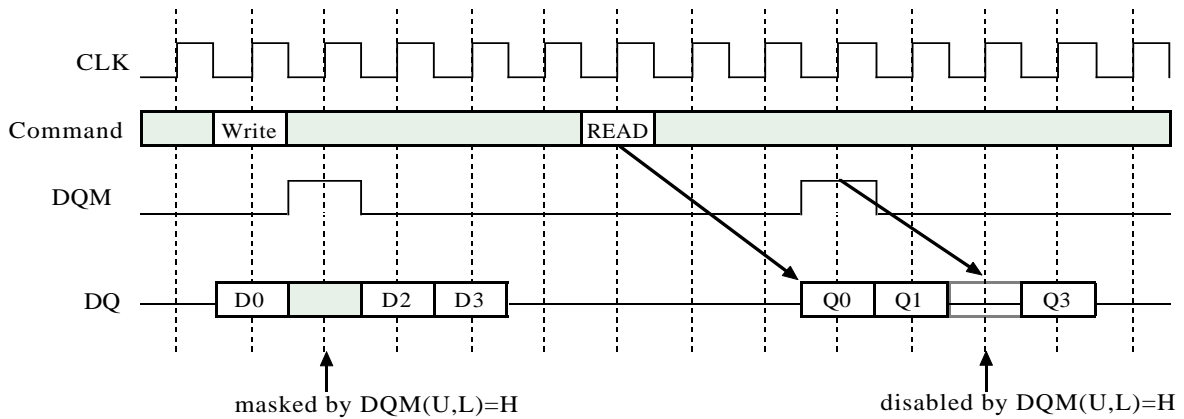 CLK
Command
Write
READ
DQM
DQ
D0
D2
D3
Q0
Q1
Q3
masked by DQM(U,L)=H
disabled by DQM(U,L)=H